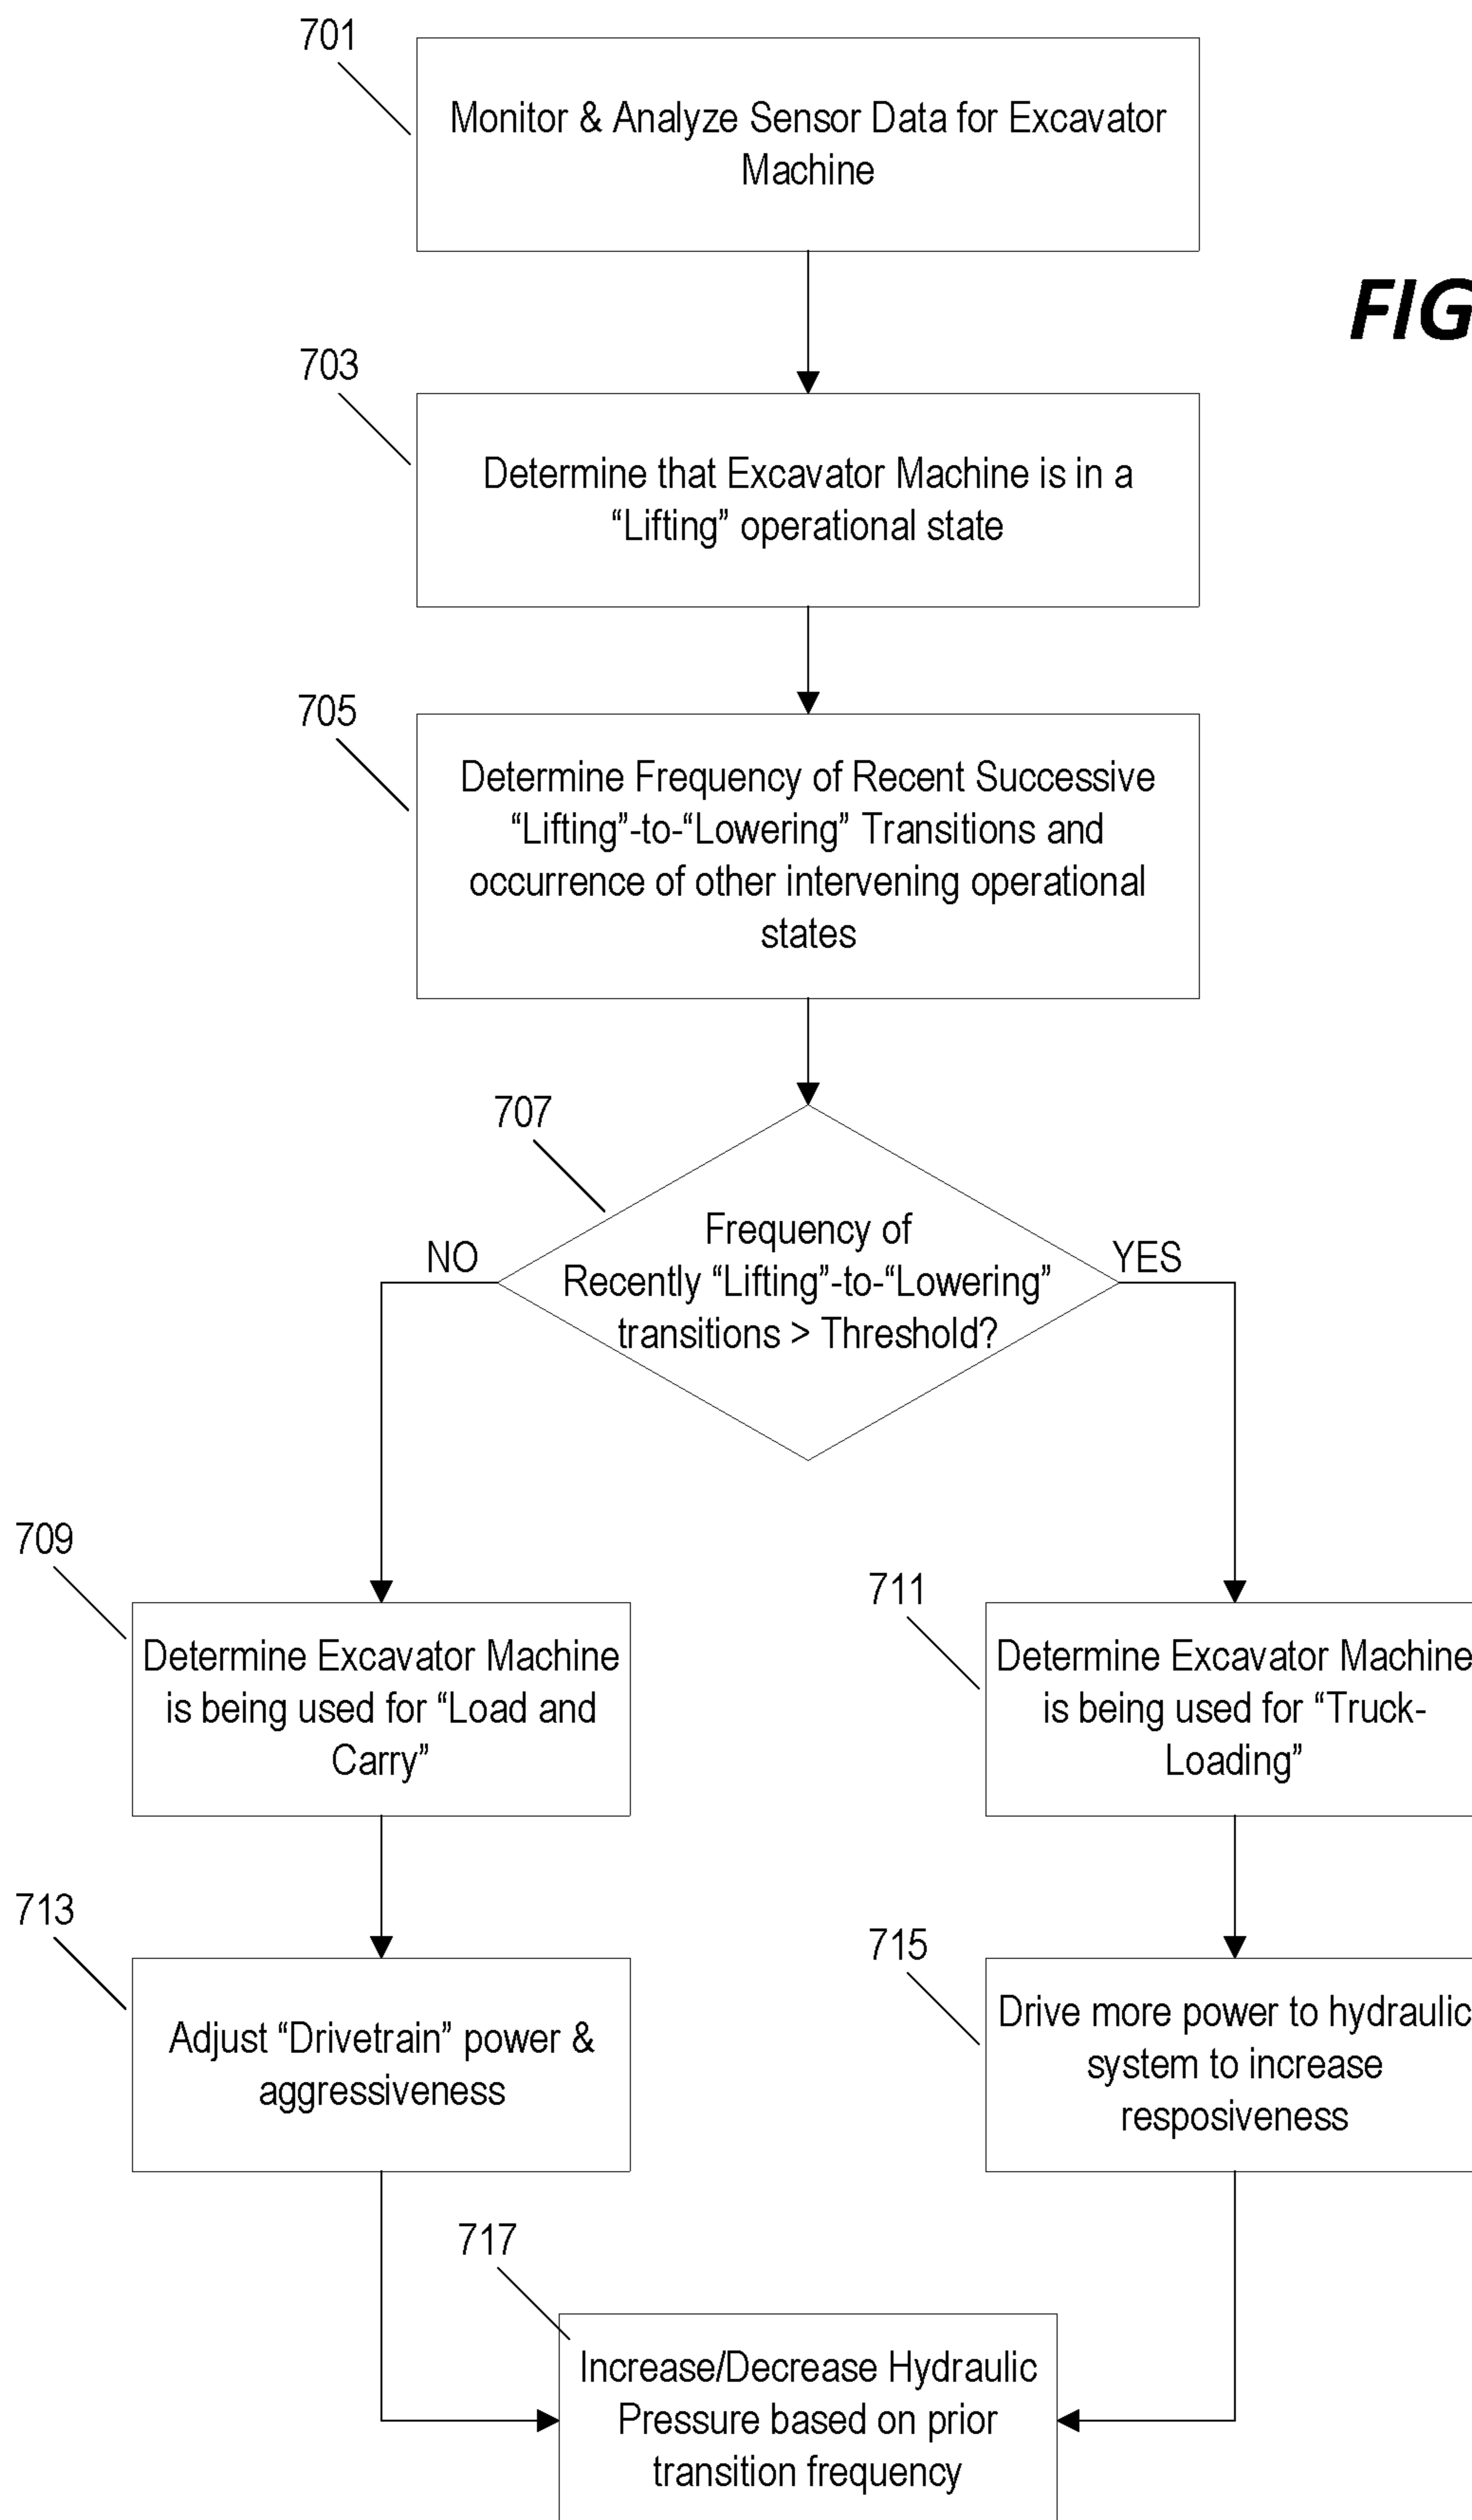 701
Monitor & Analyze Sensor Data for Excavator
Machine
FIG
703
Determine that Excavator Machine is in a
“Lifting” operational state
705
Determine Frequency of Recent Successive
“Lifting”-to-“Lowering” Transitions and
occurrence of other intervening operational
states
707
Frequency of
Recently “Lifting”-to-“Lowering”
transitions > Threshold?
NO
YES
709
Determine Excavator Machine
is being used for “Load and
Carry”
711
Determine Excavator Machine
is being used for “Truck-
Loading”
713
Adjust “Drivetrain” power &
aggressiveness
715
Drive more power to hydraulic
system to increase
resposiveness
717
Increase/Decrease Hydraulic
Pressure based on prior
transition frequency